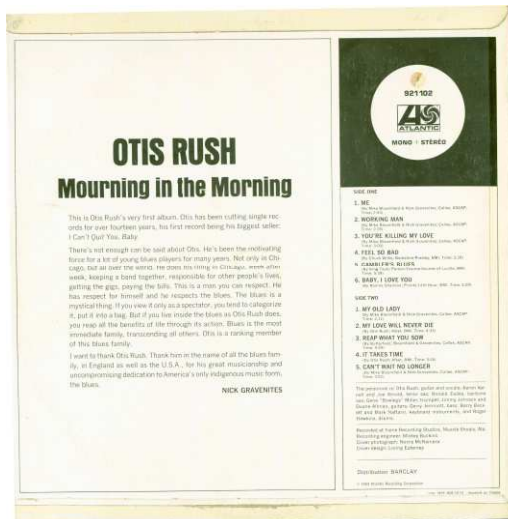 OTIS RUSH
Mourning in the Morning
This is Otis Rush's very first album. Otis has been cutting single rec-
ords for over fourteen years, his first record being his biggest seller:
I Can't Quit You, Baby.
There's not enough can be said about Otis. He's been the motivating
force for a lot of young blues players for many years. Not only in Chi-
cago, but all over the world. He does his thing in Chicago, week after
week, keeping a band together, responsible for other people's lives,
getting the gigs, paying the bills. This is a man you can respect. He
has respect for himself and he respects the blues. The blues is a
mystical thing. If you view it only as a spectator, you tend to categorize
it, put it into a bag. But if you live inside the blues as Otis Rush does,
you reap all the benefits of life through its action. Blues is the most
immediate family, transcending all others. Otis is a ranking member
of this blues family.
I want to thank Otis. Thank him in the name of all the blues fam-
ily, in England as well as the U.S.A., for his great musicianship and
uncompromising dedication to America's only indigenous music form,
the blues.
NICK GRAVENITES
921·102
ATLANTIC
MONO + STÉRÉO
SIDE ONE
1. ME
2. WORKING MAN
3. YOU'RE KILLING MY LOVE
4. FEEL SO BAD
5. GAMBLER'S BLUES
6. BABY, I LOVE YOU
SIDE TWO
1. MY OLD LADY
2. MY LOVE WILL NEVER DIE
3. REAP WHAT YOU SOW
4. IT TAKES TIME
5. CAN'T WAIT NO LONGER
Distribution: BARCLAY